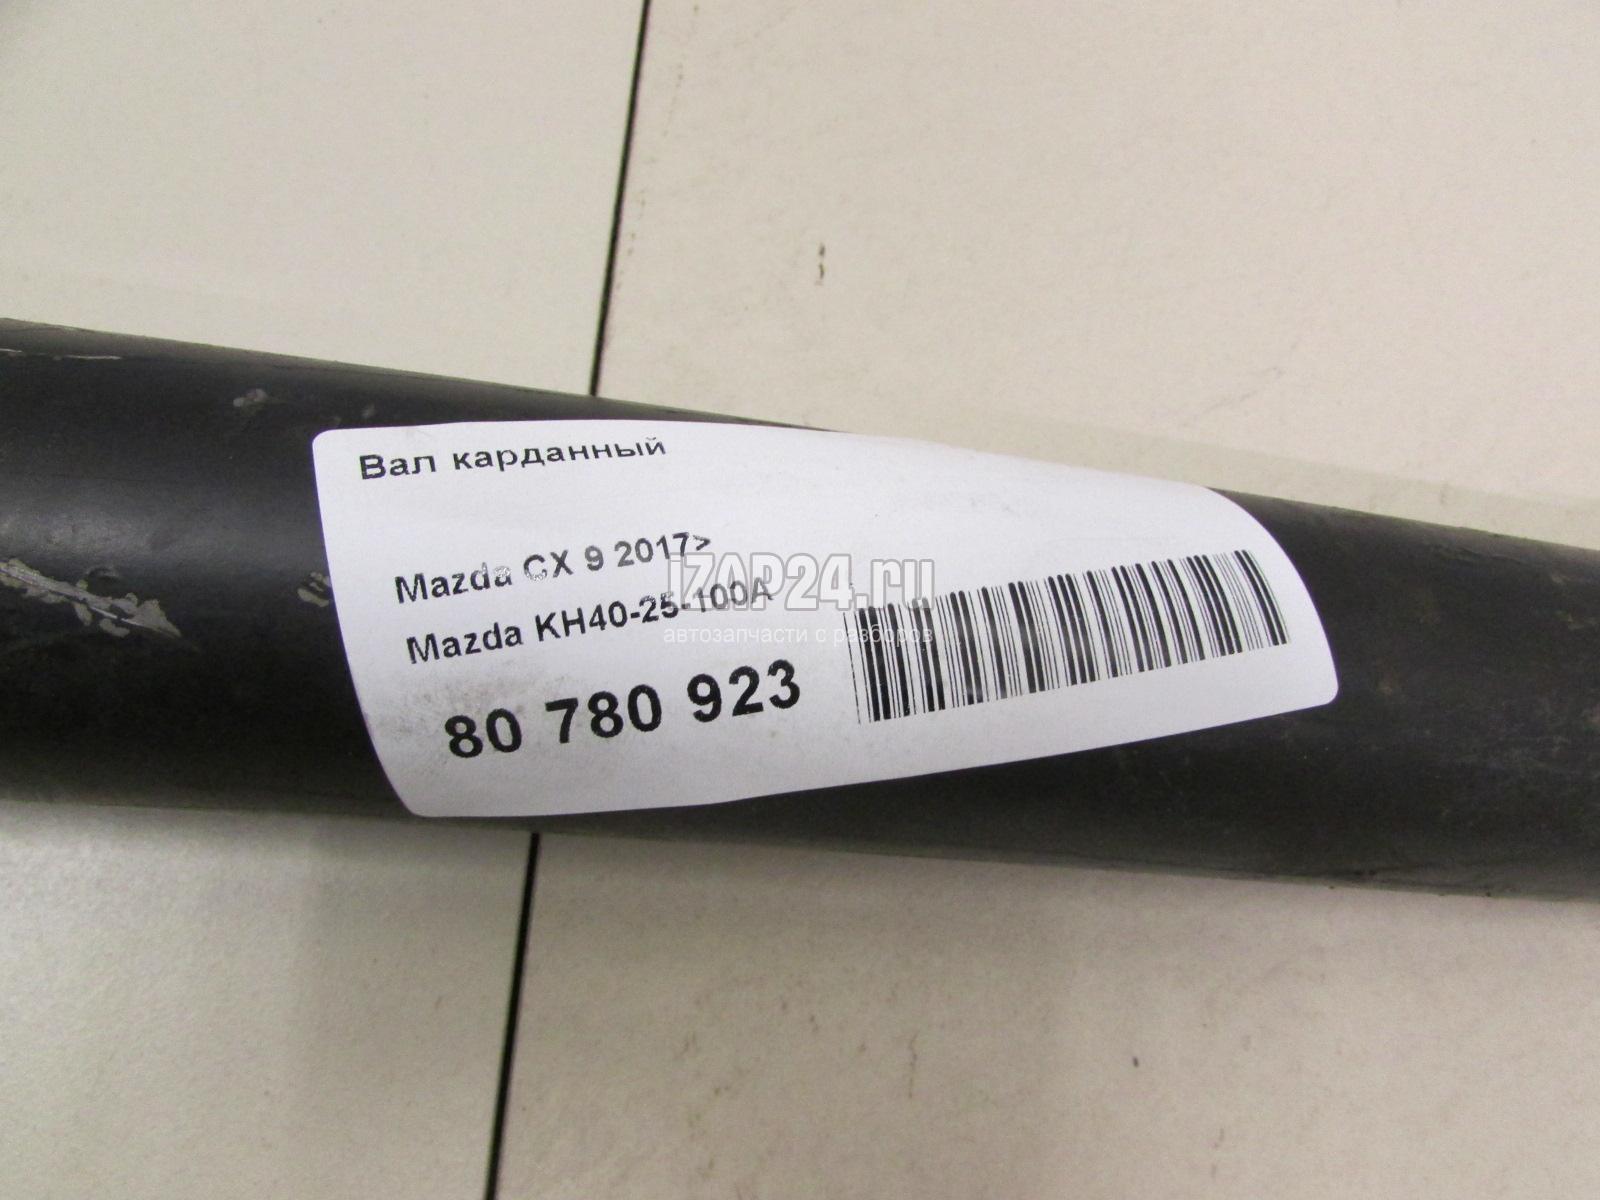 Вал карданный
Mazda CX 9 2017>
Mazda KH40-25-100A
80 780 923
iZAP24.ru
автозапчасти с разборов